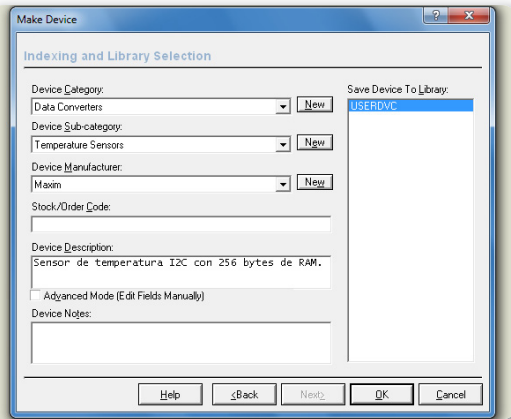 Make Device
Indexing and Library Selection
Device Category:
Data Converters
New
Device Sub-category:
Temperature Sensors
New
Device Manufacturer:
Maxim
New
Stock/Order Code:
Device Description:
Sensor de temperatura I2C con 256 bytes de RAM.
Advanced Mode (Edit Fields Manually)
Device Notes:
Save Device To Library:
USERDVC
Help
<Back
Next>
OK
Cancel